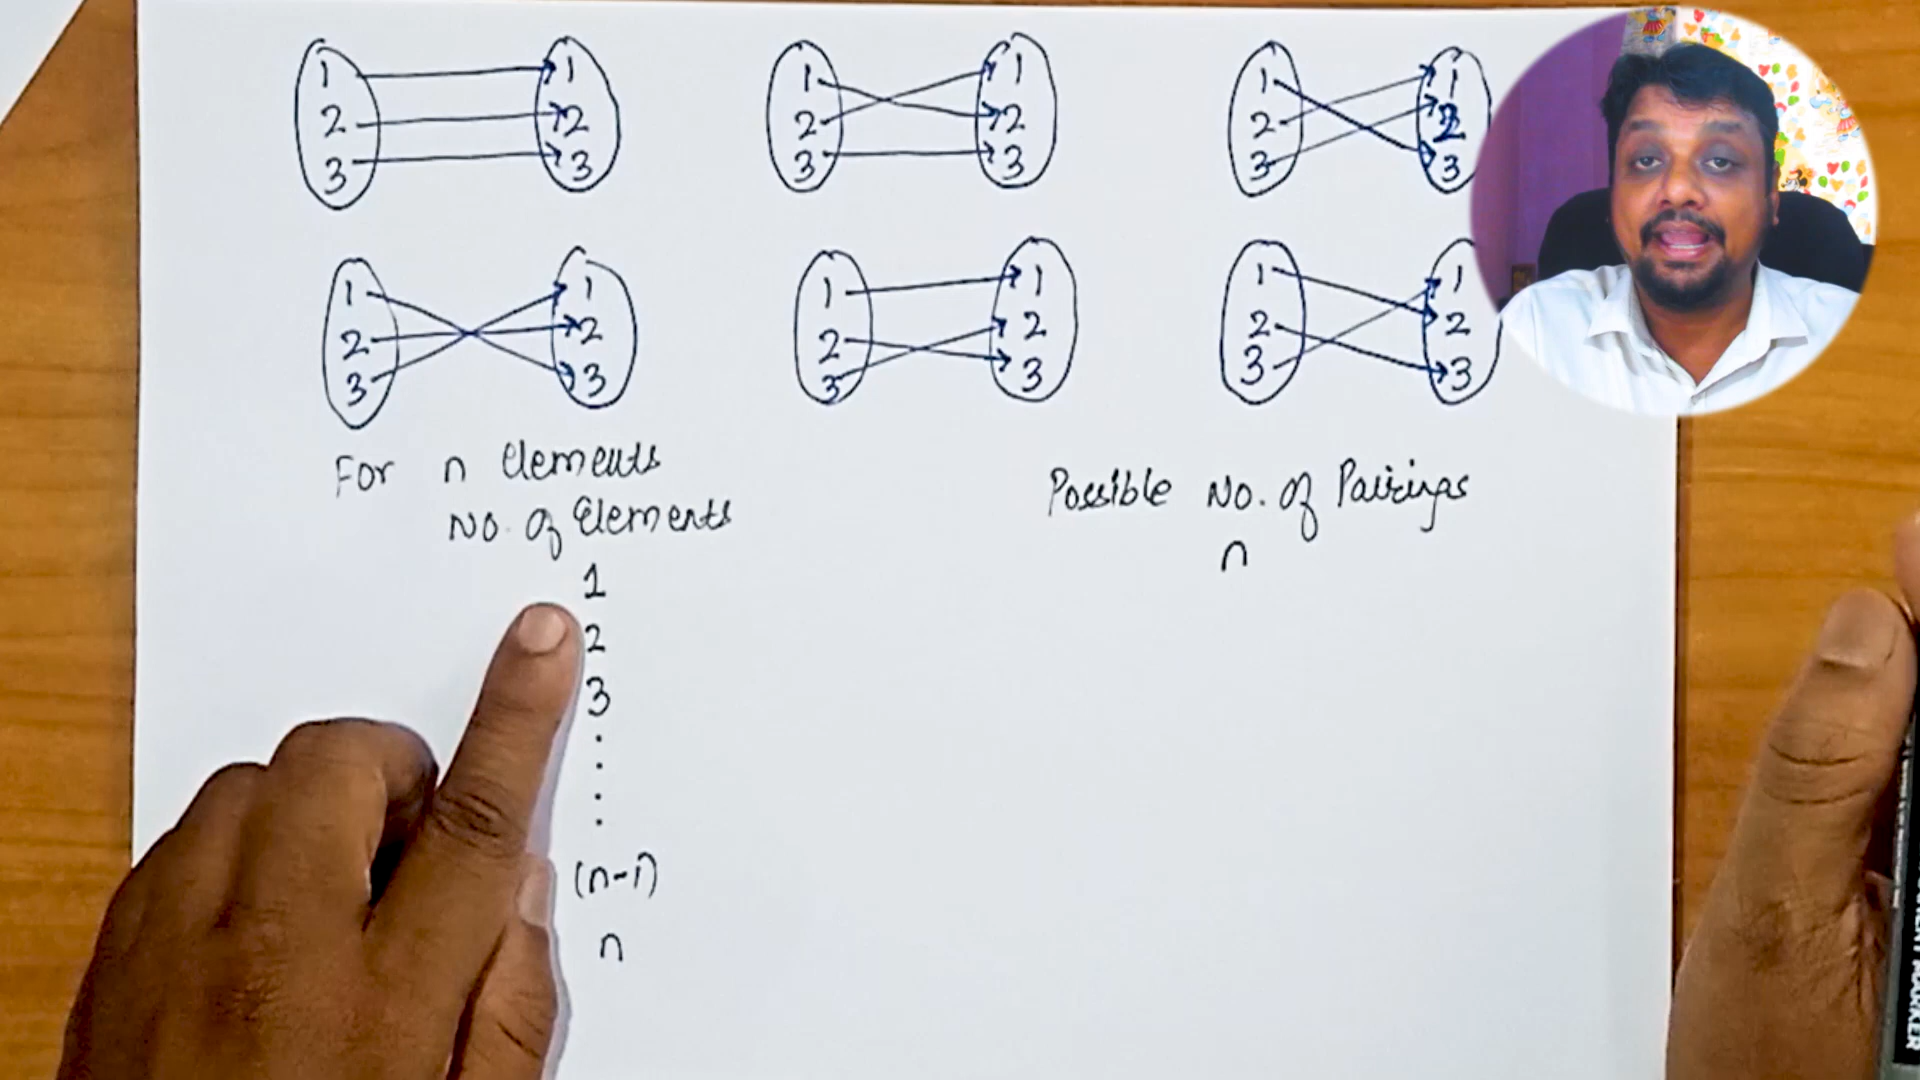 1 1 1 1 1 1
2 2 2 2 2 2
3 3 3 3 3 3
1 1 1 1 1 1
2 2 2 2 2 2
3 3 3 3 3 3
For n Elements
No. of Elements
Possible No. of Pairings
1
n
2
3
(n-1)
n
MARKER